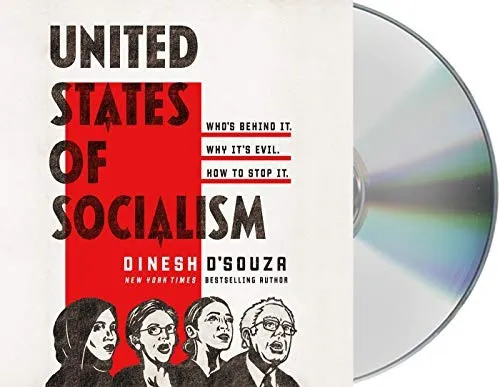 UNITED
STATES
OF
SOCIALISM
WHO'S BEHIND IT.
WHY IT'S EVIL.
HOW TO STOP IT.
DINESH D'SOUZA
NEW YORK TIMES BESTSELLING AUTHOR